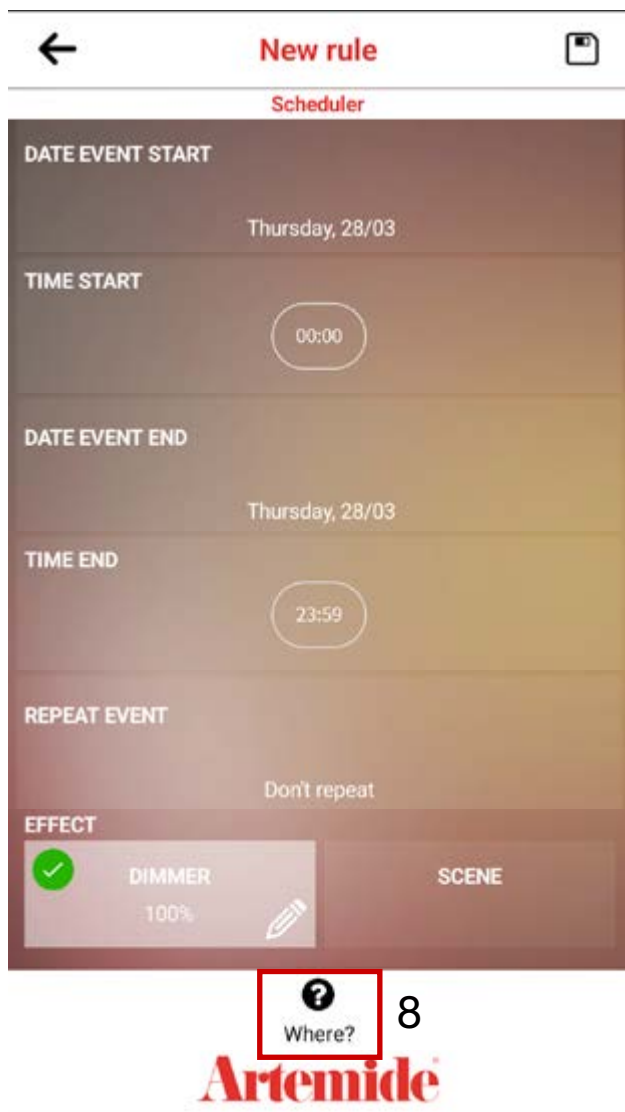 New rule
Scheduler
DATE EVENT START
Thursday, 28/03
TIME START
00:00
DATE EVENT END
Thursday, 28/03
TIME END
23:59
REPEAT EVENT
Don't repeat
EFFECT
DIMMER SCENE
100%
?
Where? 8
Artemide